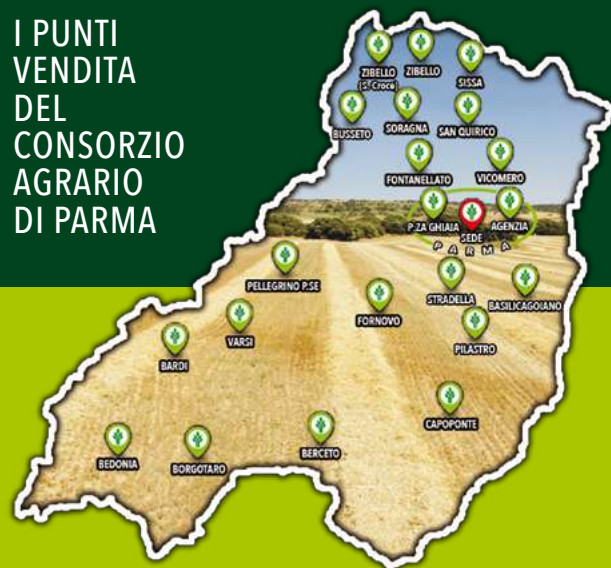 I PUNTI
VENDITA
DEL
CONSORZIO
AGRARIO
DI PARMA
ZIBELLO
(S. Croce)
ZIBELLO
SISSA
BUSSETO
SORAGNA
SAN QUIRICO
FONTANELLATO
VICOMERO
P.ZA GHIAIA
SEDE
AGENZIA
PARMA
PELLEGRINO P.SE
STRADELLA
BASILICAGOIANO
FORNOVO
VARSI
PILASTRO
BARDI
CAPOPONTE
BERCETO
BEDONIA
BORGOTARO